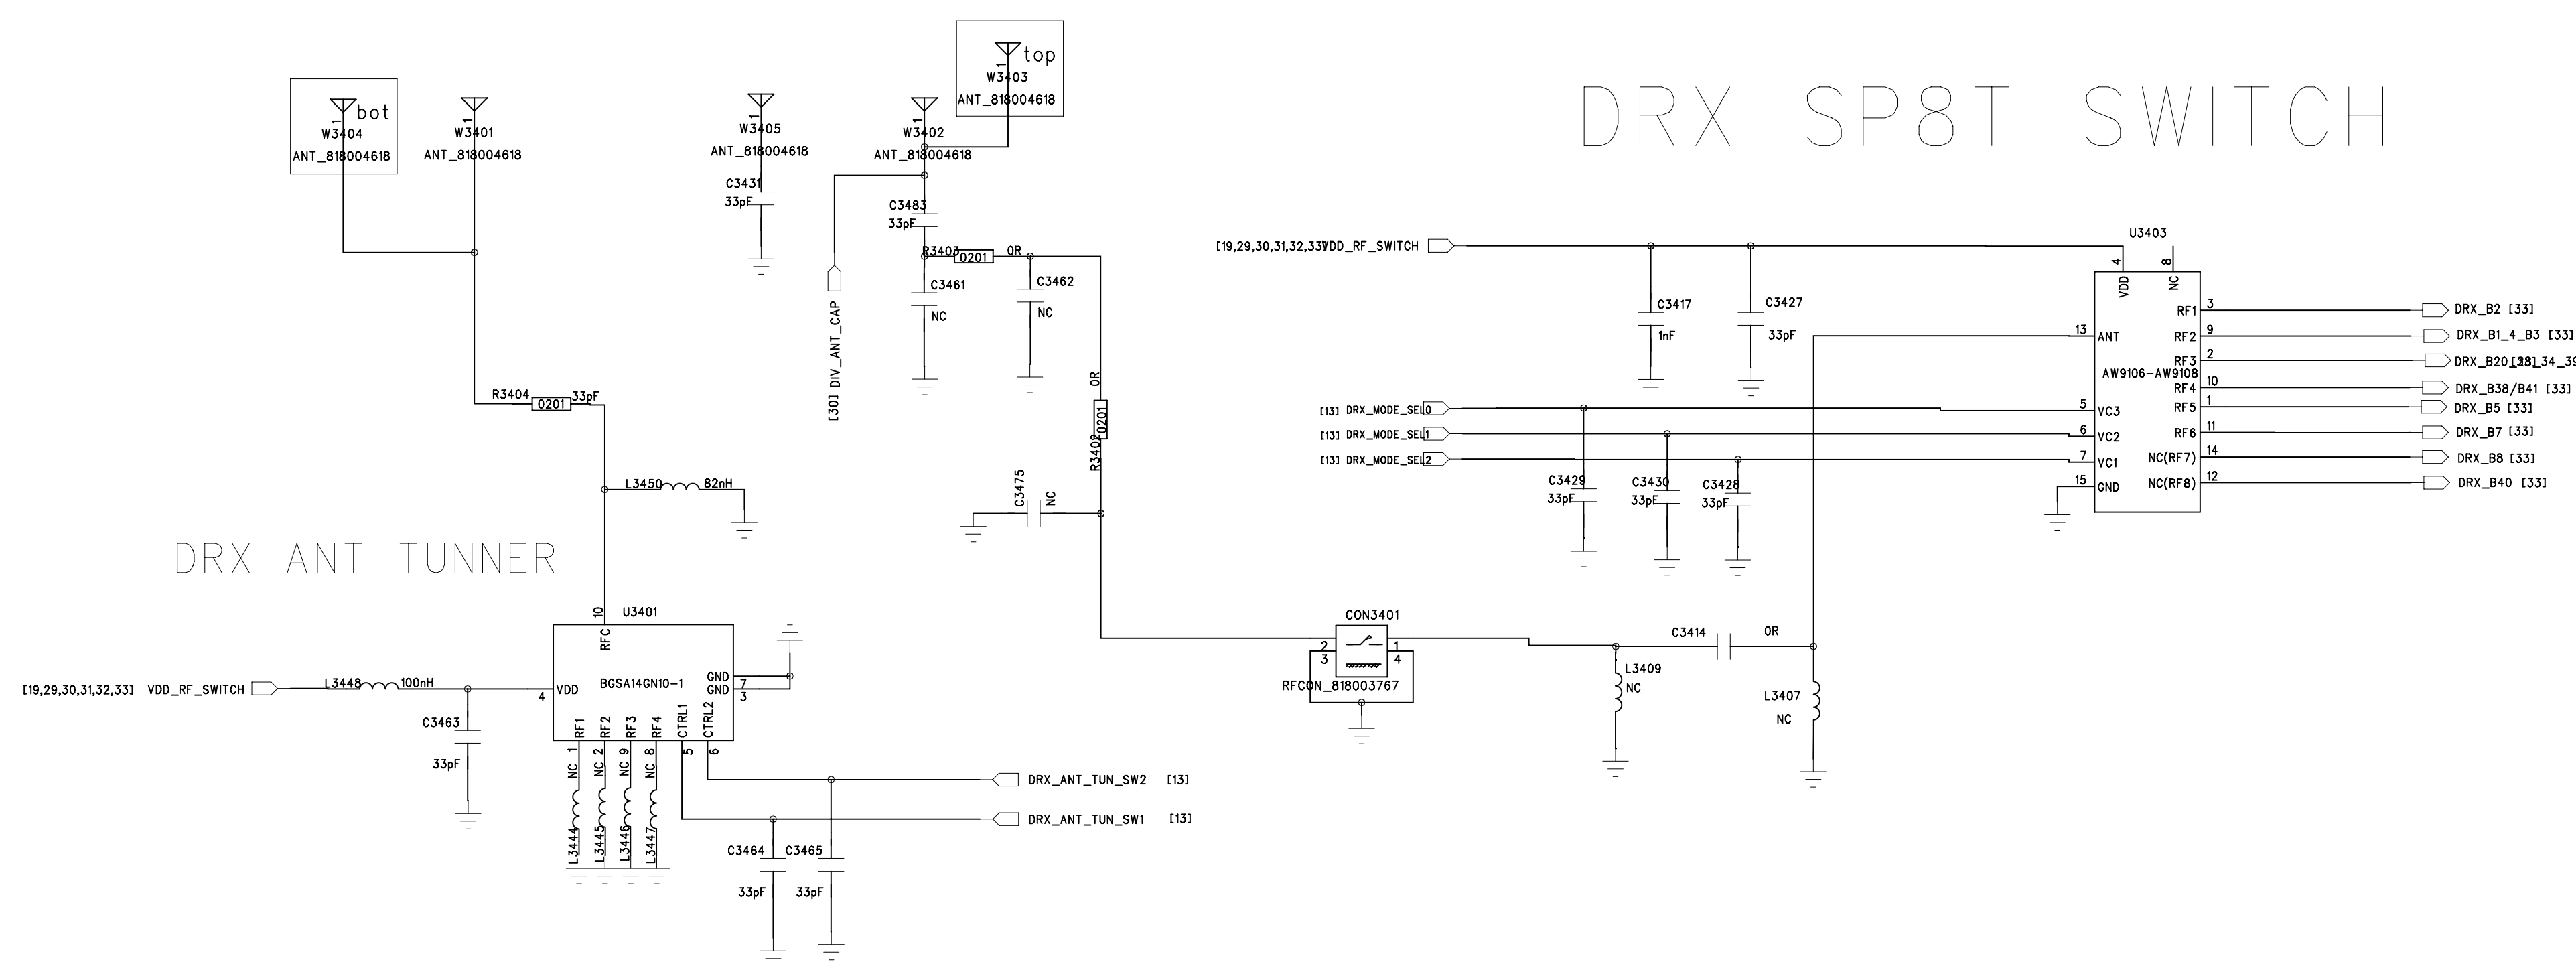 top
1
W3403
ANT_818004618
bot
1
W3404
ANT_818004618
1
W3401
ANT_818004618
1
W3405
ANT_818004618
C3431
33pF
1
W3402
ANT_818004618
C3483
33pF
R3403
0201
0R
C3461
NC
C3462
NC
[30] DIV_ANT_CAP
0R
0201
R3402
C3475
NC
R3404
0201
33pF
L3450
82nH
DRX ANT TUNNER
U3401
10
RFC
[19,29,30,31,32,33] VDD_RF_SWITCH
L3448
100nH
4
VDD
BGSA14GN10-1
GND
7
GND
3
C3463
33pF
RF1
RF2
RF3
RF4
CTRL1
CTRL2
1
2
9
8
5
6
NC
NC
NC
NC
L3444
L3445
L3446
L3447
DRX_ANT_TUN_SW2 [13]
DRX_ANT_TUN_SW1 [13]
C3464
33pF
C3465
33pF
DRX SP8T SWITCH
VDD_RF_SWITCH
C3417
1nF
C3427
33pF
[13] DRX_MODE_SEL0
[13] DRX_MODE_SEL1
[13] DRX_MODE_SEL2
C3429
33pF
C3430
33pF
C3428
33pF
U3403
4
VDD
8
NC
13
ANT
AW9106-AW9108
5
VC3
6
VC2
7
VC1
15
GND
RF1
3
DRX_B2 [33]
RF2
9
DRX_B1_4_B3 [33]
RF3
2
RF4
10
DRX_B38/B41 [33]
RF5
1
DRX_B5 [33]
RF6
11
DRX_B7 [33]
NC(RF7)
14
DRX_B8 [33]
NC(RF8)
12
DRX_B40 [33]
CON3401
2
3
1
4
RFCON_818003767
C3414
0R
L3409
NC
L3407
NC